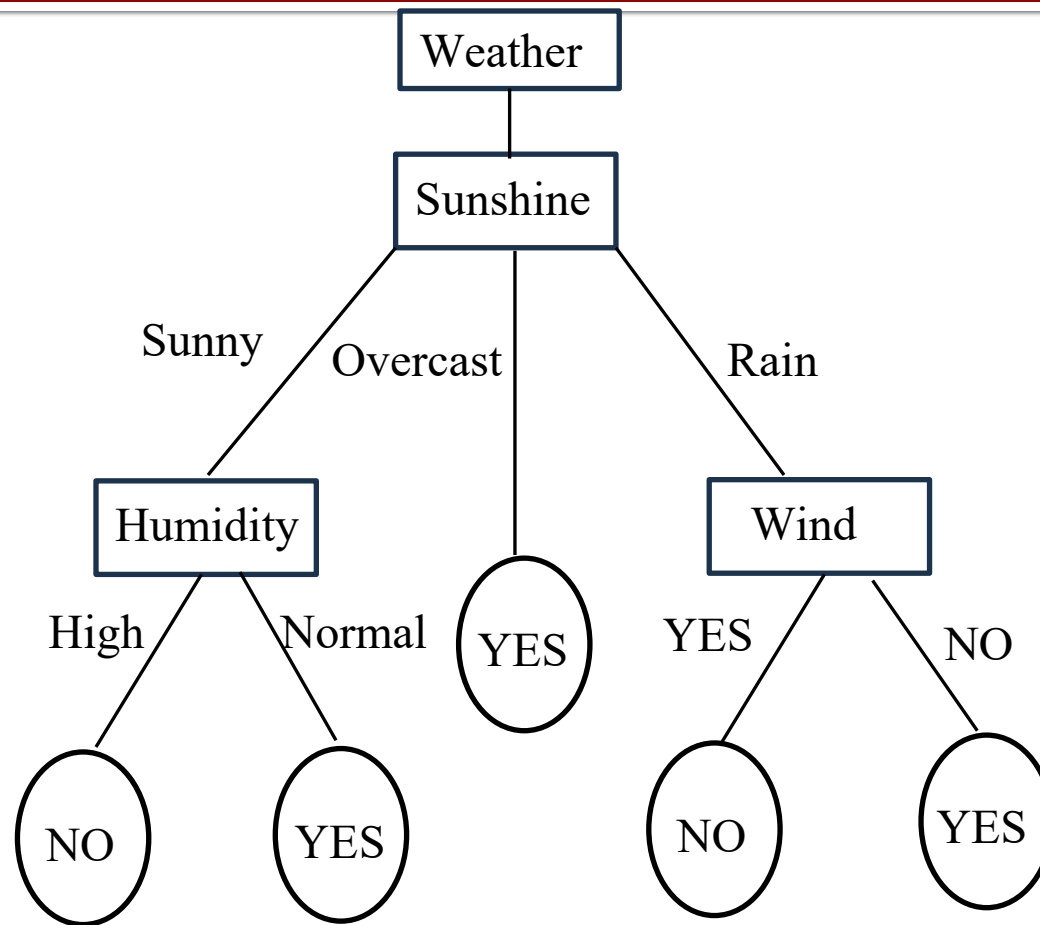 Weather
Sunshine
Sunny
Overcast
Rain
Humidity
Wind
High
Normal
YES
YES
NO
NO
YES
NO
YES